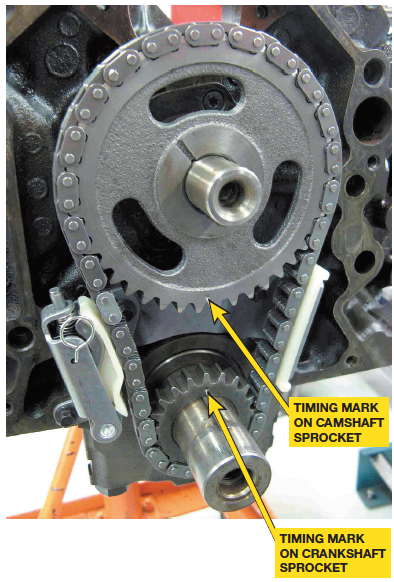 TIMING MARK
ON CAMSHAFT
SPROCKET
TIMING MARK
ON CRANKSHAFT
SPROCKET